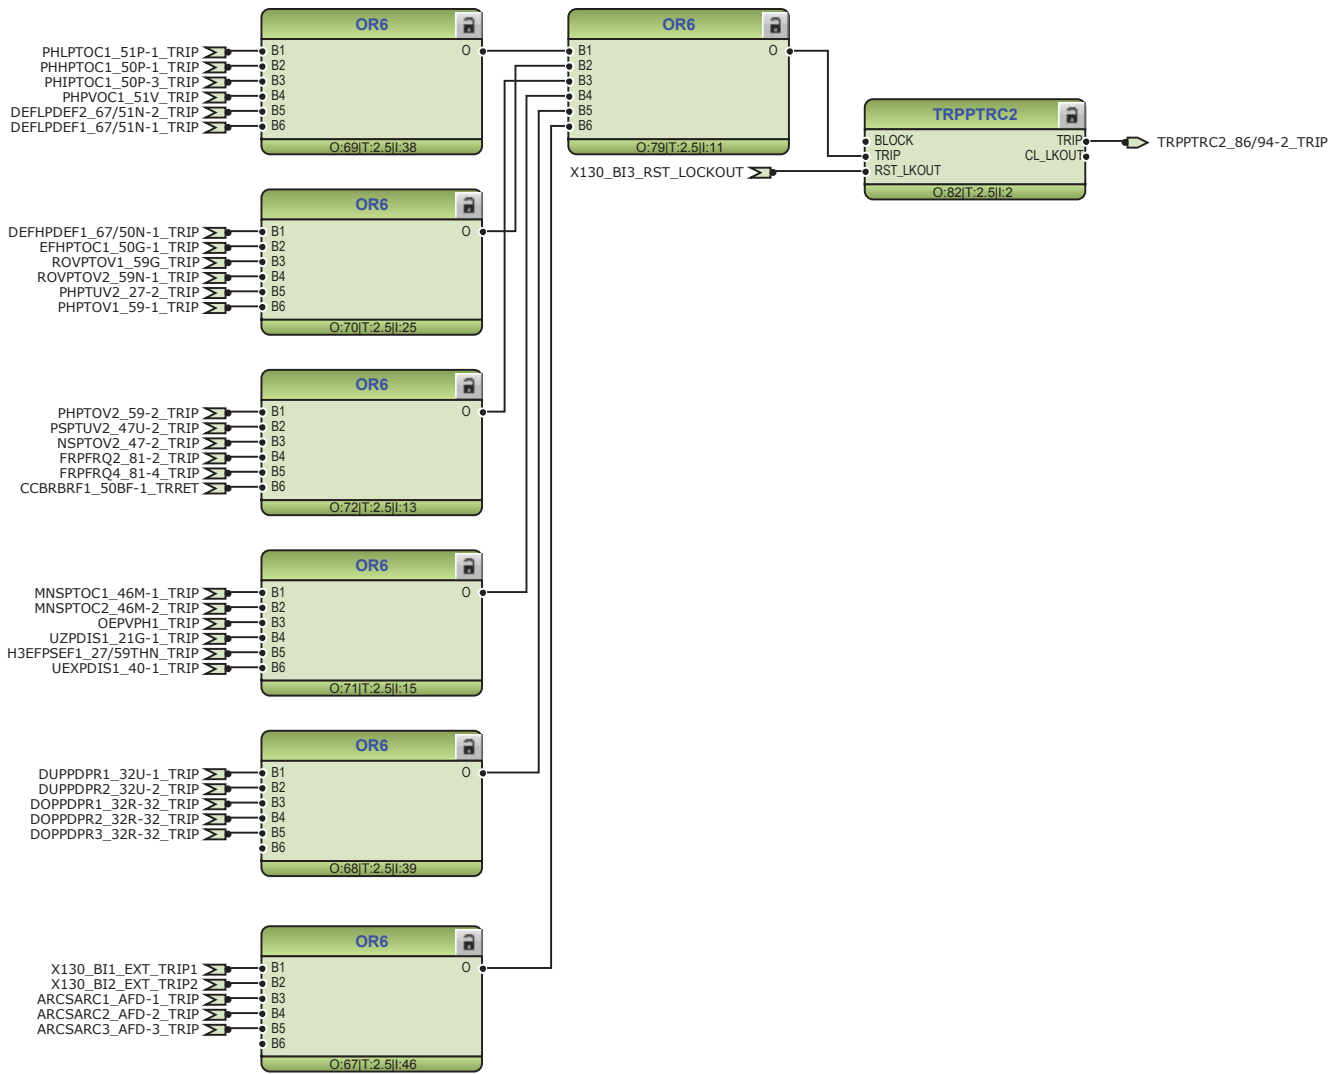 OR6
PHLPTOC1_51P-1_TRIP B1 O
PHHPTOC1_50P-1_TRIP B2
PHIPTOC1_50P-3_TRIP B3
PHPVOC1_51V_TRIP B4
DEFLPDEF2_67/51N-2_TRIP B5
DEFLPDEF1_67/51N-1_TRIP B6
O:69|T:2.5|I:38
OR6
B1 O
B2
B3
B4
B5
B6
O:79|T:2.5|I:11
X130_BI3_RST_LOCKOUT
TRPPTRC2
BLOCK TRIP
TRIP CL_LKOUT
RST_LKOUT
O:82|T:2.5|I:2
TRPPTRC2_86/94-2_TRIP
OR6
DEFHPDEF1_67/50N-1_TRIP B1 O
EFHPTOC1_50G-1_TRIP B2
ROVPTOV1_59G_TRIP B3
ROVPTOV2_59N-1_TRIP B4
PHPTUV2_27-2_TRIP B5
PHPTOV1_59-1_TRIP B6
O:70|T:2.5|I:25
OR6
PHPTOV2_59-2_TRIP B1 O
PSPTUV2_47U-2_TRIP B2
NSPTOV2_47-2_TRIP B3
FRPFRQ2_81-2_TRIP B4
FRPFRQ4_81-4_TRIP B5
CCBRBRF1_50BF-1_TRRET B6
O:72|T:2.5|I:13
OR6
MNSPTOC1_46M-1_TRIP B1 O
MNSPTOC2_46M-2_TRIP B2
OEPVPH1_TRIP B3
UZPDIS1_21G-1_TRIP B4
H3EFPSEF1_27/59THN_TRIP B5
UEXPDIS1_40-1_TRIP B6
O:71|T:2.5|I:15
OR6
DUPPDPR1_32U-1_TRIP B1 O
DUPPDPR2_32U-2_TRIP B2
DOPPDPR1_32R-32_TRIP B3
DOPPDPR2_32R-32_TRIP B4
DOPPDPR3_32R-32_TRIP B5
B6
O:68|T:2.5|I:39
OR6
X130_BI1_EXT_TRIP1 B1 O
X130_BI2_EXT_TRIP2 B2
ARCSARC1_AFD-1_TRIP B3
ARCSARC2_AFD-2_TRIP B4
ARCSARC3_AFD-3_TRIP B5
B6
O:67|T:2.5|I:46